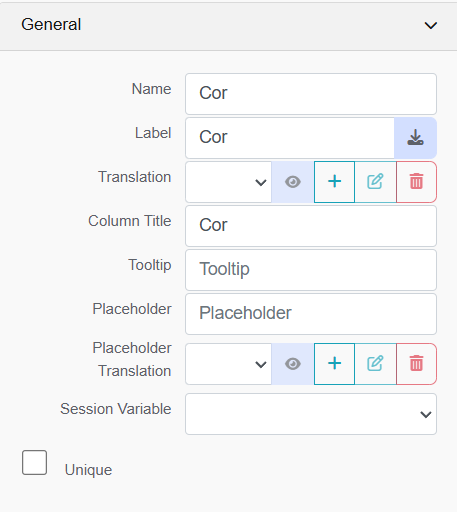 General
Name Cor
Label Cor
Translation
Column Title Cor
Tooltip Tooltip
Placeholder Placeholder
Placeholder
Translation
Session Variable
Unique